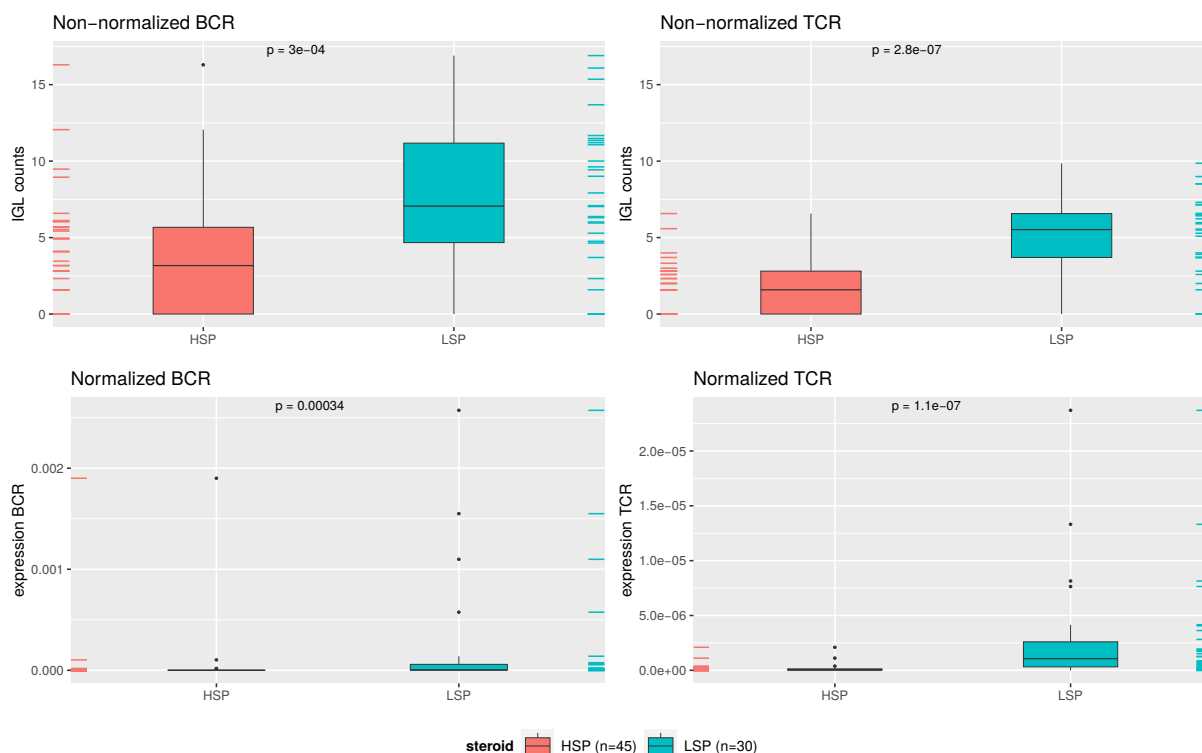 Non−normalized BCR
p = 3e−04
IGL counts
15
10
5
0
HSP
LSP
Non−normalized TCR
p = 2.8e−07
IGL counts
15
10
5
0
HSP
LSP
Normalized BCR
p = 0.00034
expression BCR
0.002
0.001
0.000
HSP
LSP
Normalized TCR
p = 1.1e−07
expression TCR
2.0e−05
1.5e−05
1.0e−05
5.0e−06
0.0e+00
HSP
LSP
steroid HSP (n=45) LSP (n=30)